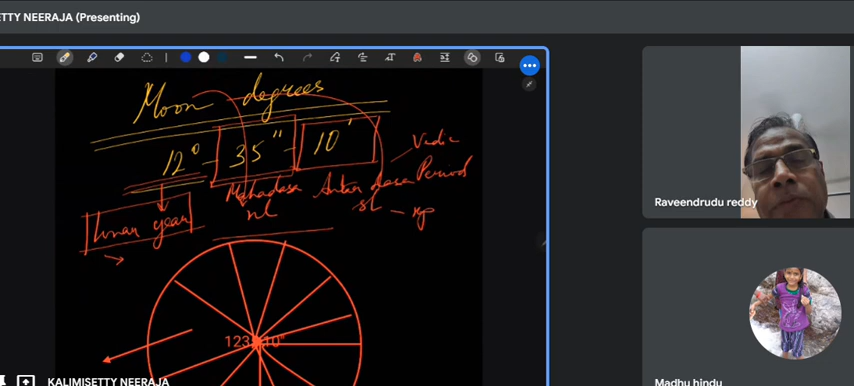 ETTY NEERAJA (Presenting)
Moon degrees
12° - 35" - 10'
Vedic
Mahadasa Antar dasa Period
nl sl - kp
lunar year
123 10"
Raveendrudu reddy
KALIMISETTY NEERAJA
Madhu hindu